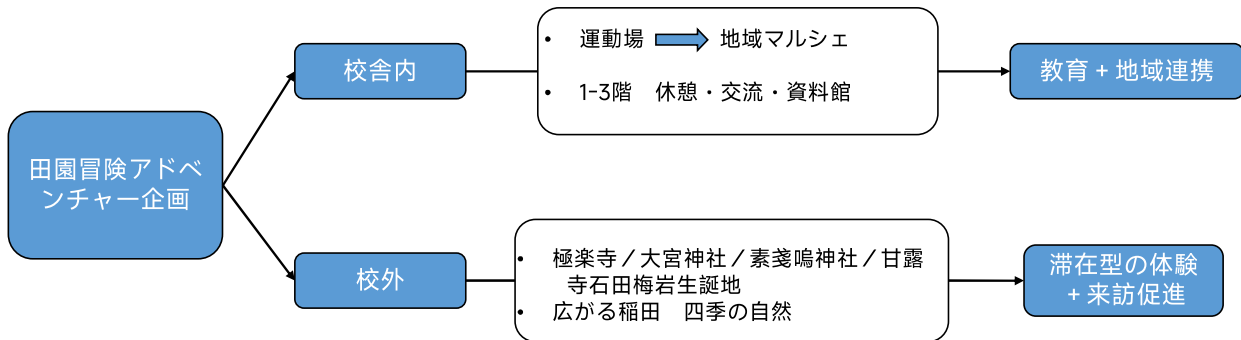 田園冒険アドベ
ンチャー企画
校舎内
• 運動場 地域マルシェ
• 1-3階 休憩・交流・資料館
教育 + 地域連携
校外
• 極楽寺／大宮神社／素戔嗚神社／甘露
寺石田梅岩生誕地
• 広がる稲田 四季の自然
滞在型の体験
+ 来訪促進